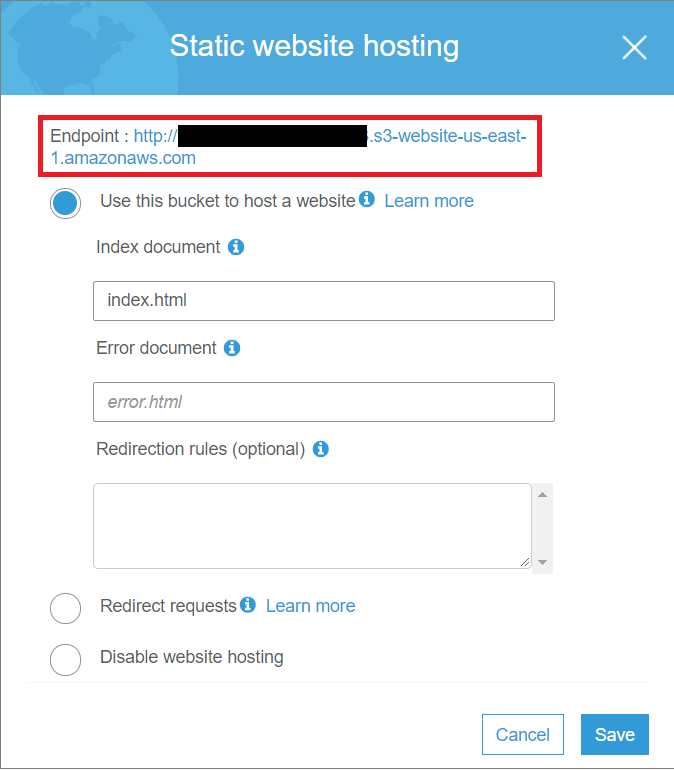 Static website hosting
Endpoint : http://.s3-website-us-east-
1.amazonaws.com
Use this bucket to host a website Learn more
Index document
index.html
Error document
error.html
Redirection rules (optional)
Redirect requests Learn more
Disable website hosting
Cancel Save